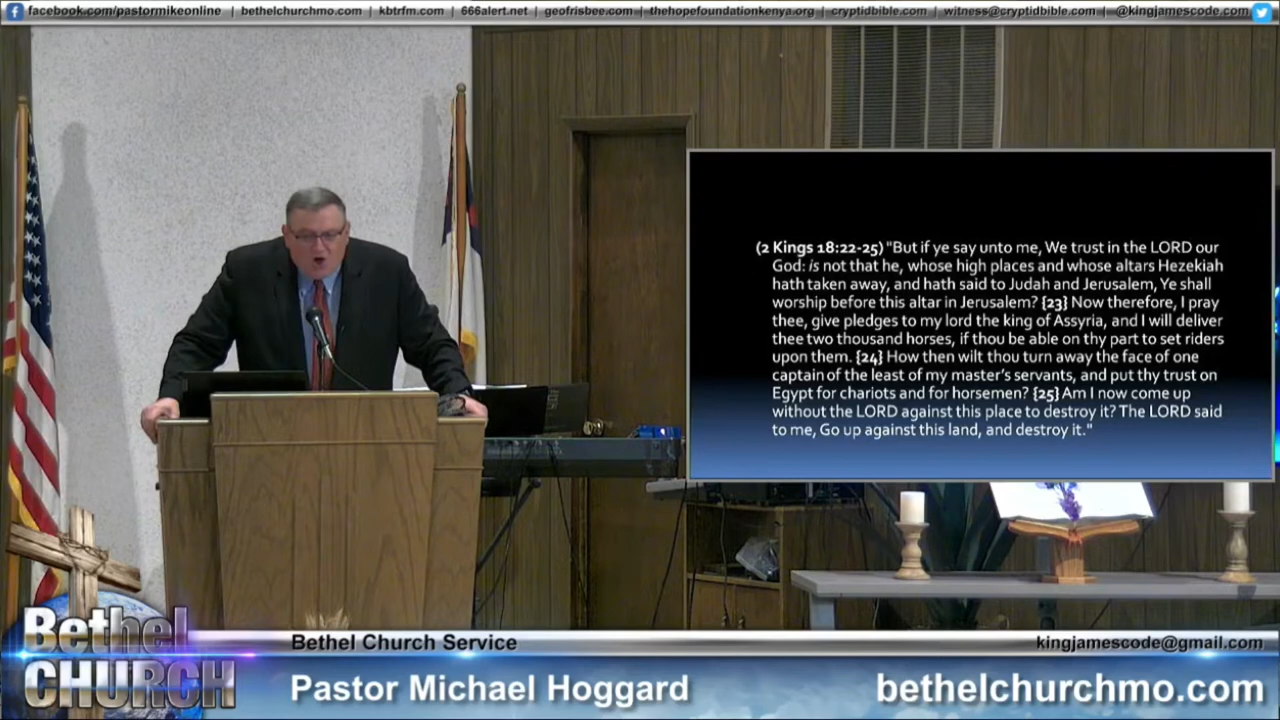 facebook.com/pastormikeonline | bethelchurchmo.com | kbtrfm.com | 666alert.net | geofrisbee.com | thehopefoundationkenya.org | cryptidbible.com | witness@cryptidbible.com | @kingjamescode.com
(2 Kings 18:22-25) "But if ye say unto me, We trust in the LORD our
God: is not that he, whose high places and whose altars Hezekiah
hath taken away, and hath said to Judah and Jerusalem, Ye shall
worship before this altar in Jerusalem? {23} Now therefore, I pray
thee, give pledges to my lord the king of Assyria, and I will deliver
thee two thousand horses, if thou be able on thy part to set riders
upon them. {24} How then wilt thou turn away the face of one
captain of the least of my master's servants, and put thy trust on
Egypt for chariots and for horsemen? {25} Am I now come up
without the LORD against this place to destroy it? The LORD said
to me, Go up against this land, and destroy it."
Bethel
CHURCH
Bethel Church Service
kingjamescode@gmail.com
Pastor Michael Hoggard
bethelchurchmo.com